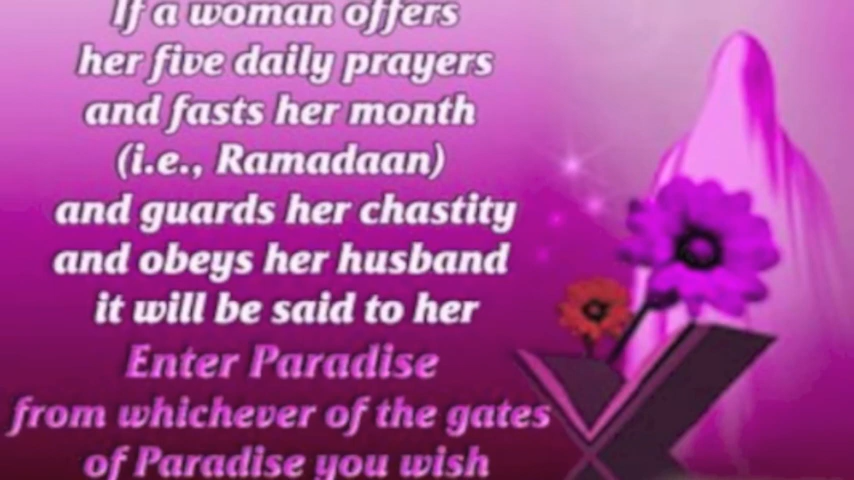 If a woman offers
her five daily prayers
and fasts her month
(i.e., Ramadaan)
and guards her chastity
and obeys her husband
it will be said to her
Enter Paradise
from whichever of the gates
of Paradise you wish